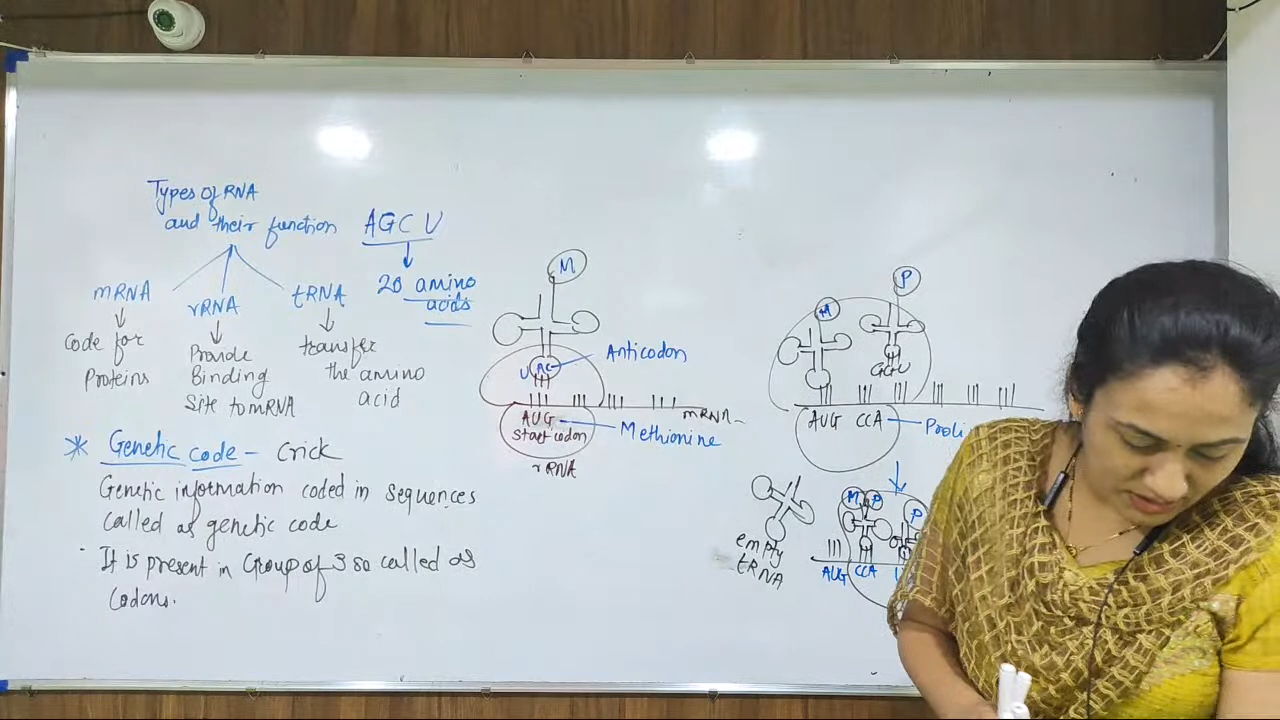 Types of RNA
and their function
AGC U
20 amino
acids
mRNA
rRNA
tRNA
Code for
Proteins
Provide
Binding
Site to mRNA
transfer
the amino
acid
* Genetic code - Crick
Genetic information coded in sequences
called as genetic code
It is present in Group of 3 so called as
Codons.
M
U AC
Anticodon
AUG
Start codon
rRNA
mRNA
Methionine
P
M
GGU
AUG CCA
empty
tRNA
M P
P
AUG CCA